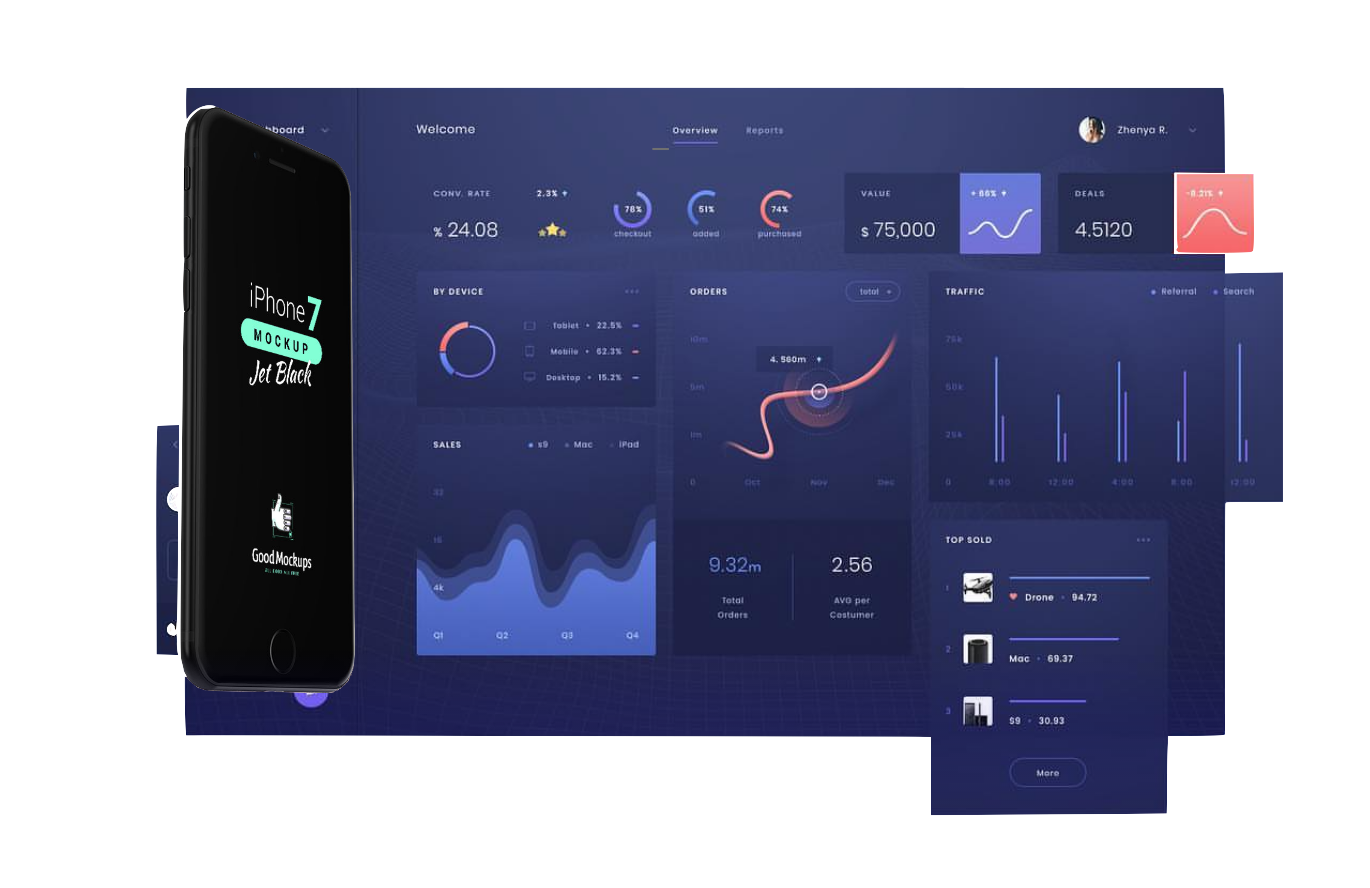 hboard
Welcome
Overview
Reports
Zhenya R.
CONV. RATE
2.3%
% 24.08
78%
checkout
51%
added
74%
purchased
VALUE
$ 75,000
DEALS
4.5120
-8.21%
iPhone 7
MOCKUP
Jet Black
GoodMockups
BY DEVICE
Tablet • 22.5%
Mobile • 62.3%
Desktop • 15.2%
SALES
s9
Mac
iPad
32
16
4k
Q1 Q2 Q3 Q4
ORDERS
total
10m
4. 560m
5m
1m
0 Oct Nov Dec
9.32m
Total
Orders
2.56
AVG per
Costumer
TRAFFIC
Referral
Search
75k
50k
25k
0 8:00 12:00 4:00 8:00 12:00
TOP SOLD
1
Drone • 94.72
2
Mac • 69.37
3
S9 • 30.93
More